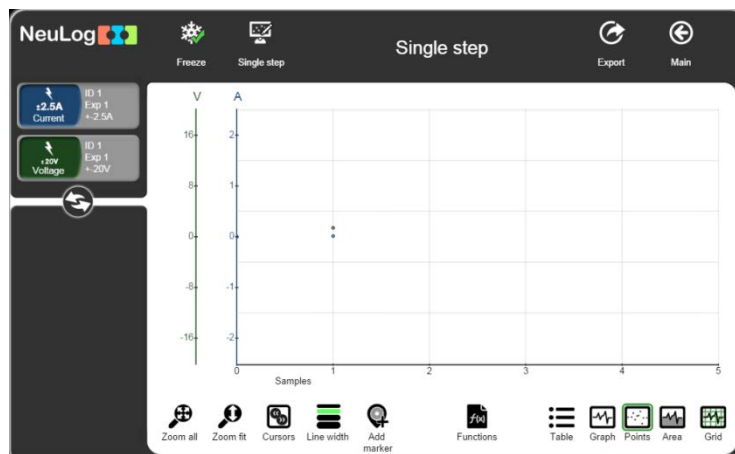 NeuLog
Freeze
Single step
Single step
Export
Main
±2.5A
Current
ID 1
Exp 1
+-2.5A
±20V
Voltage
ID 1
Exp 1
+-20V
V
A
16
8
0
-8
-16
2
1
0
-1
-2
0
1
2
3
4
5
Samples
Zoom all
Zoom fit
Cursors
Line width
Add
marker
f(x)
Functions
Table
Graph
Points
Area
Grid